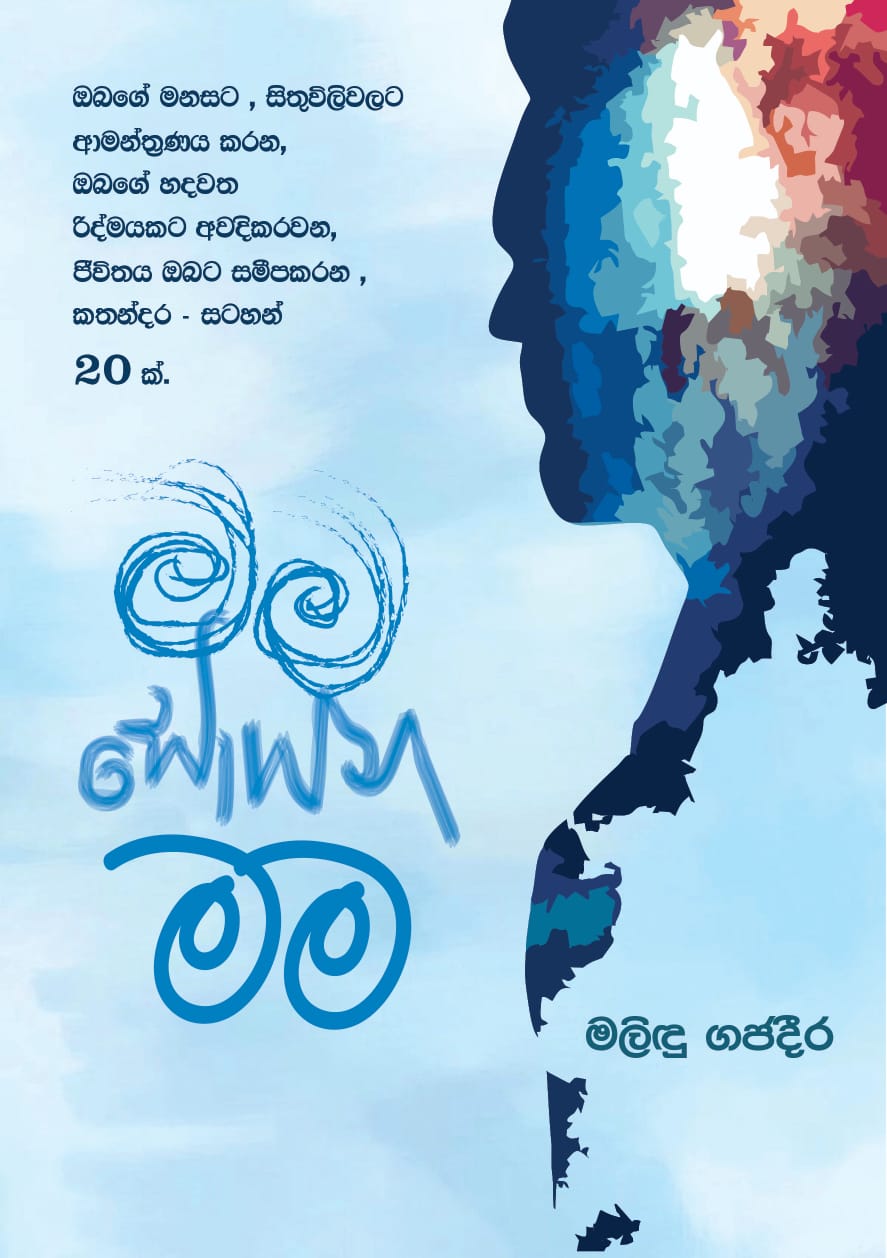 ඔබගේ මනසට , සිතුවිලිවලට
ආමන්ත්‍රණය කරන,
ඔබගේ හදවත
රිද්මයකට අවදිකරවන,
ජීවිතය ඔබට සමීපකරන ,
කතන්දර - සටහන්
20 ක්.
මම
සොයන
මම
මලිඳු ගජදීර